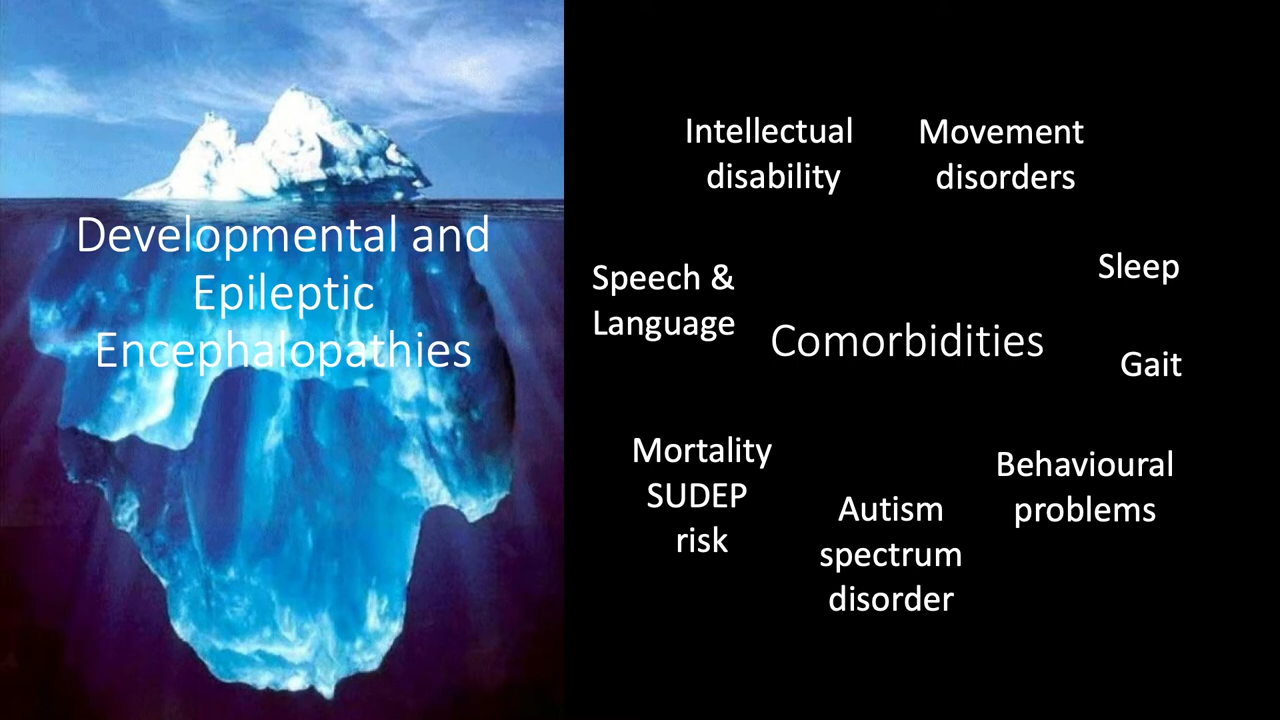 Developmental and
Epileptic
Encephalopathies
Intellectual
disability
Movement
disorders
Speech &
Language
Sleep
Comorbidities
Gait
Mortality
SUDEP
risk
Autism
spectrum
disorder
Behavioural
problems